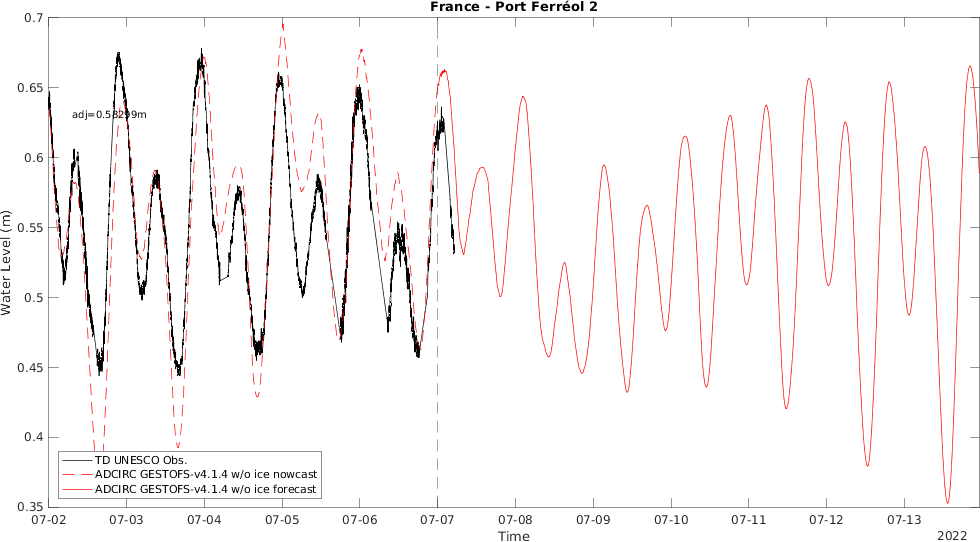 France - Port Ferréol 2
0.7
0.65
0.6
0.55
0.5
0.45
0.4
0.35
Water Level (m)
adj=0.58299m
TD UNESCO Obs.
ADCIRC GESTOFS-v4.1.4 w/o ice nowcast
ADCIRC GESTOFS-v4.1.4 w/o ice forecast
07-02 07-03 07-04 07-05 07-06 07-07 07-08 07-09 07-10 07-11 07-12 07-13
Time
2022